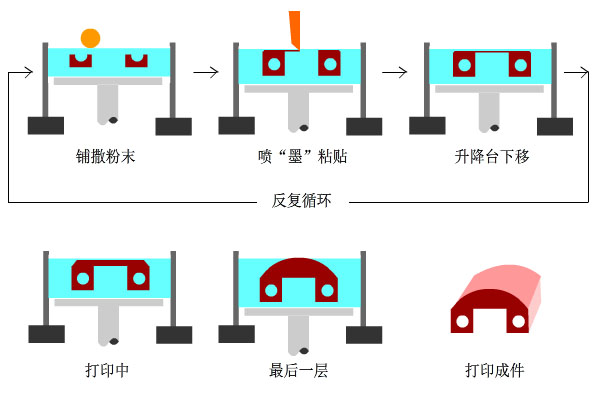 铺撒粉末
喷“墨”粘贴
升降台下移
反复循环
打印中
最后一层
打印成件